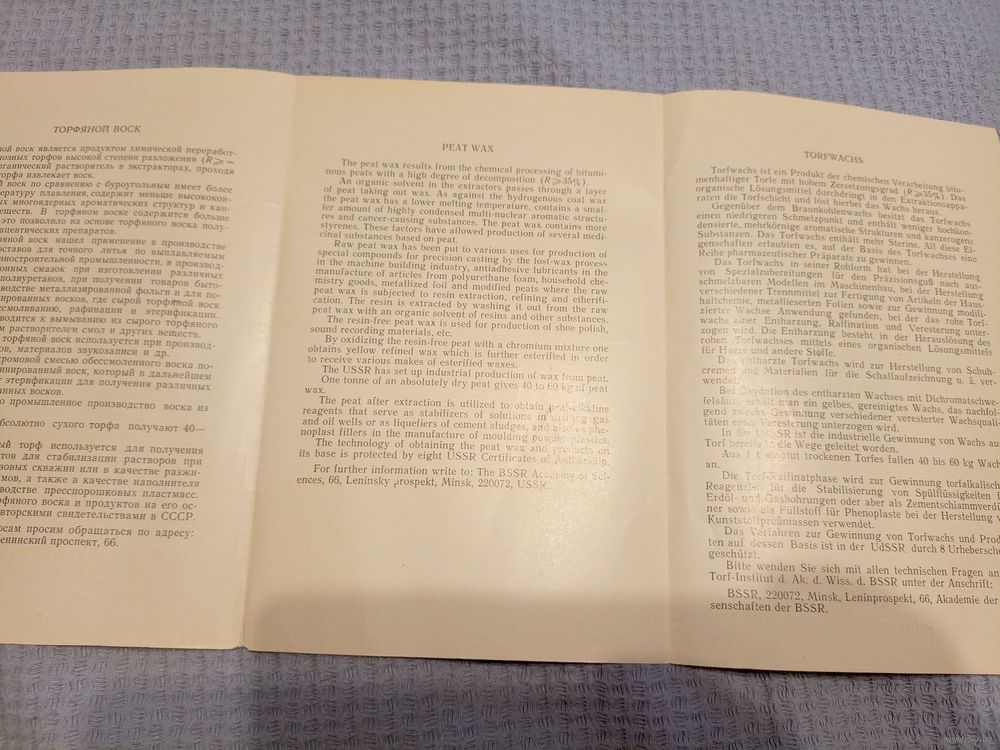 ТОРФЯНОЙ ВОСК
ной воск является продуктом химической переработ-
нозных торфов высокой степени разложения (R⩾=
рганический растворитель в экстракторах, проходя
орфа извлекает воск.
й воск по сравнению с буроугольным имеет более
ературу плавления, содержит меньше высококон-
х многоядерных ароматических структур и кан-
еществ. В торфяном воске содержится больше
это позволило на основе торфяного воска полу-
ацевтических препаратов.
фяной воск нашел применение в производстве
оставов для точного литья по выплавляемым
иностроительной промышленности, в производ-
онных смазок при изготовлении различных
полиуретанов, при получении товаров быто-
водстве металлизированной фольги и для по-
ированных восков, где сырой торфяной воск
ссмоливанию, рафинации и этерификации.
водится к вымыванию из сырого торфяного
м растворителем смол и других веществ.
торфяной воск используется при производ-
ов, материалов звукозаписи и др.
хромовой смесью обессмоленного воска по-
инированный воск, который в дальнейшем
этерификации для получения различных
нных восков.
о промышленное производство воска из
бсолютно сухого торфа получают 40—
ый торф используется для получения
тов для стабилизации растворов при
зовых скважин или в качестве разжи-
мов, а также в качестве наполнителя
водстве пресспорошковых пластмасс.
рфяного воска и продуктов на его ос-
вторскими свидетельствами в СССР.
осам просим обращаться по адресу:
енинский проспект, 66.
PEAT WAX
The peat wax results from the chemical processing of bitumi-
nous peats with a high degree of decomposition (R⩾35%)
An organic solvent in the extractors passes through a layer
of peat taking out wax. As against the hydrogenous coal wax
the peat wax has a lower melting temperature, contains a smal-
ler amount of highly condensed multi-nuclear aromatic structu-
res and cancer-causing substances. The peat wax contains more
styrenes. These factors have allowed production of several medi-
cinal substances based on peat.
Raw peat wax has been put to various uses for production of
special compounds for precision casting by the lost-wax process
in the machine building industry, antiadhesive lubricants in the
manufacture of articles from polyurethane foam, household che-
mistry goods, metallized foil and modified peats where the raw
peat wax is subjected to resin extraction, refining and etherifi-
cation. The resin is extracted by washing it out from the raw
peat wax with an organic solvent of resins and other substances.
The resin-free peat wax is used for production of shoe polish,
sound recording materials, etc.
By oxidizing the resin-free peat with a chromium mixture one
obtains yellow refined wax which is further esterified in order
to receive various makes of esterified waxes.
The USSR has set up industrial production of wax from peat.
One tonne of an absolutely dry peat gives 40 to 60 kg of peat
wax.
The peat after extraction is utilized to obtain peat-alkaline
reagents that serve as stabilizers of solutions in drilling gas
and oil wells or as liquefiers of cement sludges, and also as phe-
noplast fillers in the manufacture of moulding powder plastics.
The technology of obtaining the peat wax and products on
its base is protected by eight USSR Certificates of Authorship.
For further information write to: The BSSR Academy of Sci-
ences, 66, Leninsky prospekt, Minsk, 220072, USSR.
TORFWACHS
Torfwachs ist ein Produkt der chemischen Verarbeitung bitu-
menhaltiger Torfe mit hohem Zersetzungsgrad (R⩾35%). Das
organische Lösungsmittel durchdringt in den Extraktionsappa-
raten die Torfschicht und löst hierbei das Wachs heraus.
Gegenüber dem Braunkohlenwachs besitzt das Torfwachs
einen niedrigeren Schmelzpunkt und enthält weniger hochkon-
densierte, mehrkörnige aromatische Strukturen und kanzerogene
Substanzen. Das Torfwachs enthält mehr Sterine. All diese Ei-
genschaften erlaubten es, auf der Basis des Torfwachses eine
Reihe pharmazeutischer Präparate zu gewinnen.
Das Torfwachs in seiner Rohform hat bei der Herstellung
von Spezialzubereitungen für den Präzisionsguß nach aus-
schmelzbaren Modellen im Maschinenbau, bei der Herstellung
verschiedener Trennmittel zur Fertigung von Artikeln der Haus-
haltchemie, metallisierten Folien sowie zur Gewinnung modifi-
zierter Wachse Anwendung gefunden, bei der das rohe Torf-
wachs einer Entharzung, Raffination und Veresterung unter-
zogen wird. Die Entharzung besteht in der Herauslösung des
rohen Torfwachses mittels eines organischen Lösungsmittels
für Harze und andere Stoffe.
Das entharzte Torfwachs wird zur Herstellung von Schuh-
cremen und Materialien für die Schallaufzeichnung u. ä. ver-
wendet.
Bei Oxydation des entharzten Wachses mit Dichromatschwe-
felsäure erhält man ein gelbes, gereinigtes Wachs, das nachfol-
gend zwecks Gewinnung verschiedener veresterter Wachsquali-
täten einer Veresterung unterzogen wird.
In der UdSSR ist die industrielle Gewinnung von Wachs au
Torf bereits in die Wege geleitet worden.
Aus 1 t absolut trockenen Torfes fallen 40 bis 60 kg Wach
an.
Die Torf-Raffinatphase wird zur Gewinnung torfalkalisch
Reagenzien für die Stabilisierung von Spülflüssigkeiten
Erdöl- und Gasbohrungen oder aber als Zementschlammverdü
ner sowie als Füllstoff für Phenoplaste bei der Herstellung v
Kunststoffpreßmassen verwendet.
Das Verfahren zur Gewinnung von Torfwachs und Prod
ten auf dessen Basis ist in der UdSSR durch 8 Urhebersche
geschützt.
Bitte wenden Sie sich mit allen technischen Fragen an
Torf-Institut d. Ak. d. Wiss. d. BSSR unter der Anschrift:
BSSR, 220072, Minsk, Leninprospekt, 66, Akademie der
senschaften der BSSR.